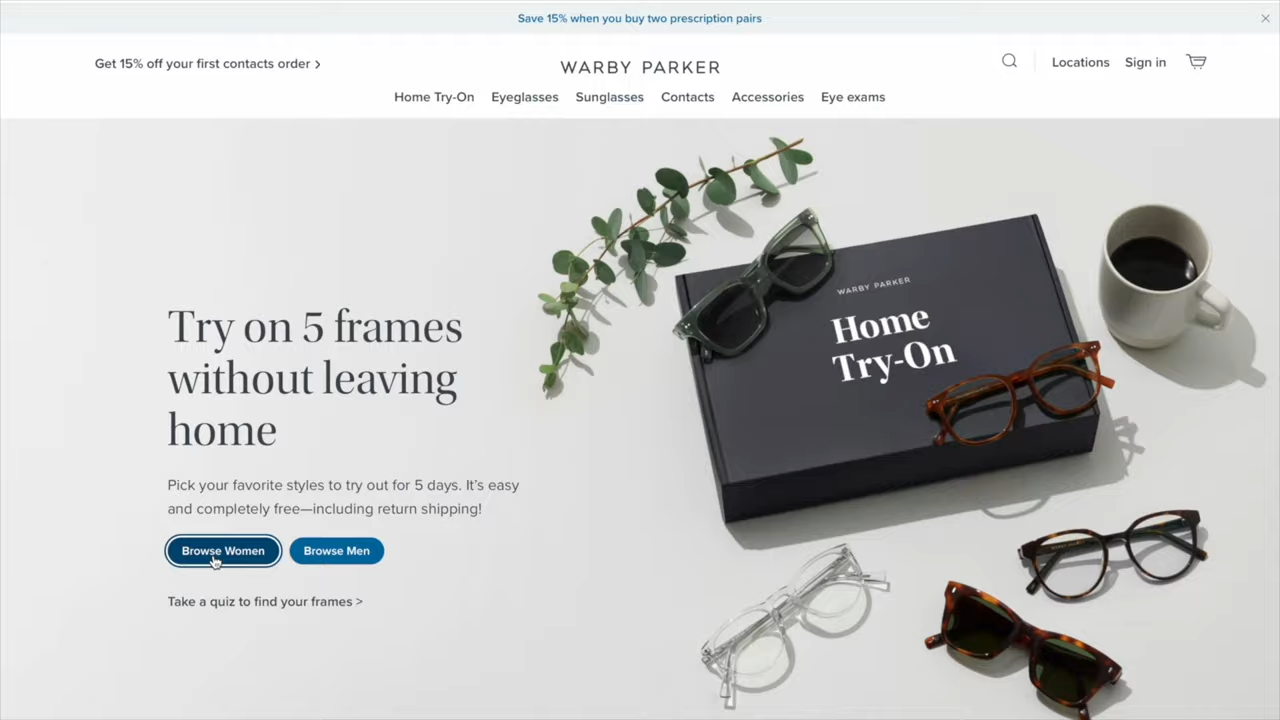 Save 15% when you buy two prescription pairs
Get 15% off your first contacts order >
WARBY PARKER
Locations
Sign in
Home Try-On
Eyeglasses
Sunglasses
Contacts
Accessories
Eye exams
WARBY PARKER
Home
Try-On
Try on 5 frames
without leaving
home
Pick your favorite styles to try out for 5 days. It's easy
and completely free—including return shipping!
Browse Women
Browse Men
Take a quiz to find your frames >